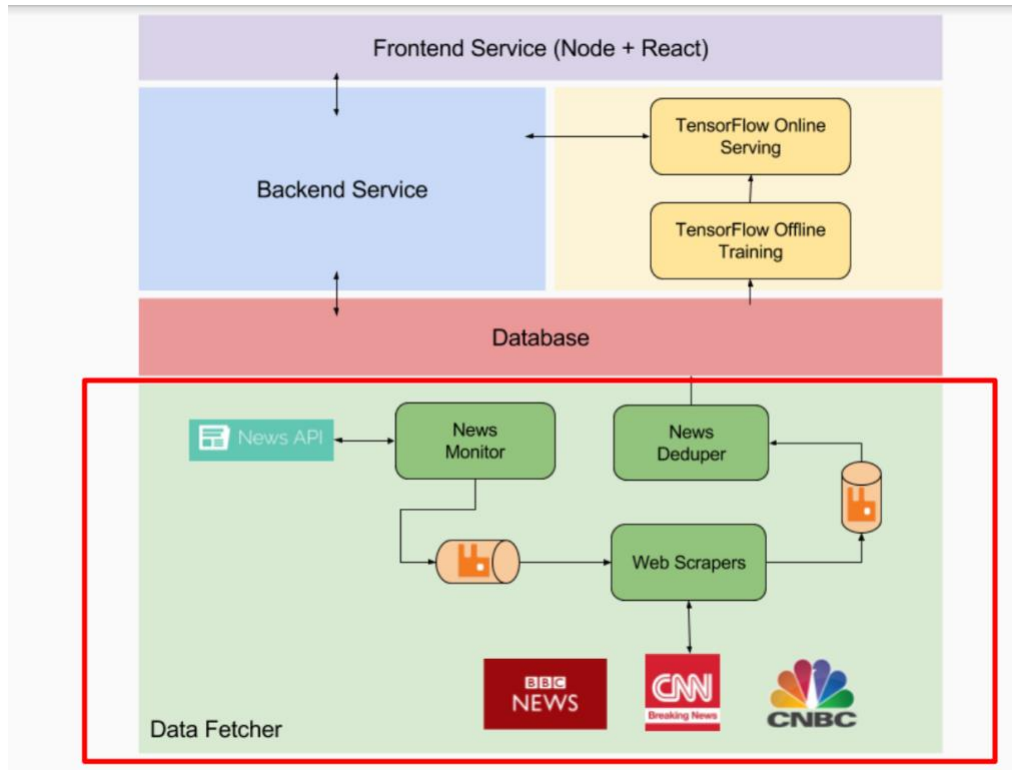 Frontend Service (Node + React)
TensorFlow Online
Serving
Backend Service
TensorFlow Offline
Training
Database
News API
News
Monitor
News
Deduper
Web Scrapers
BBC
NEWS
CNN
Breaking News
CNBC
Data Fetcher